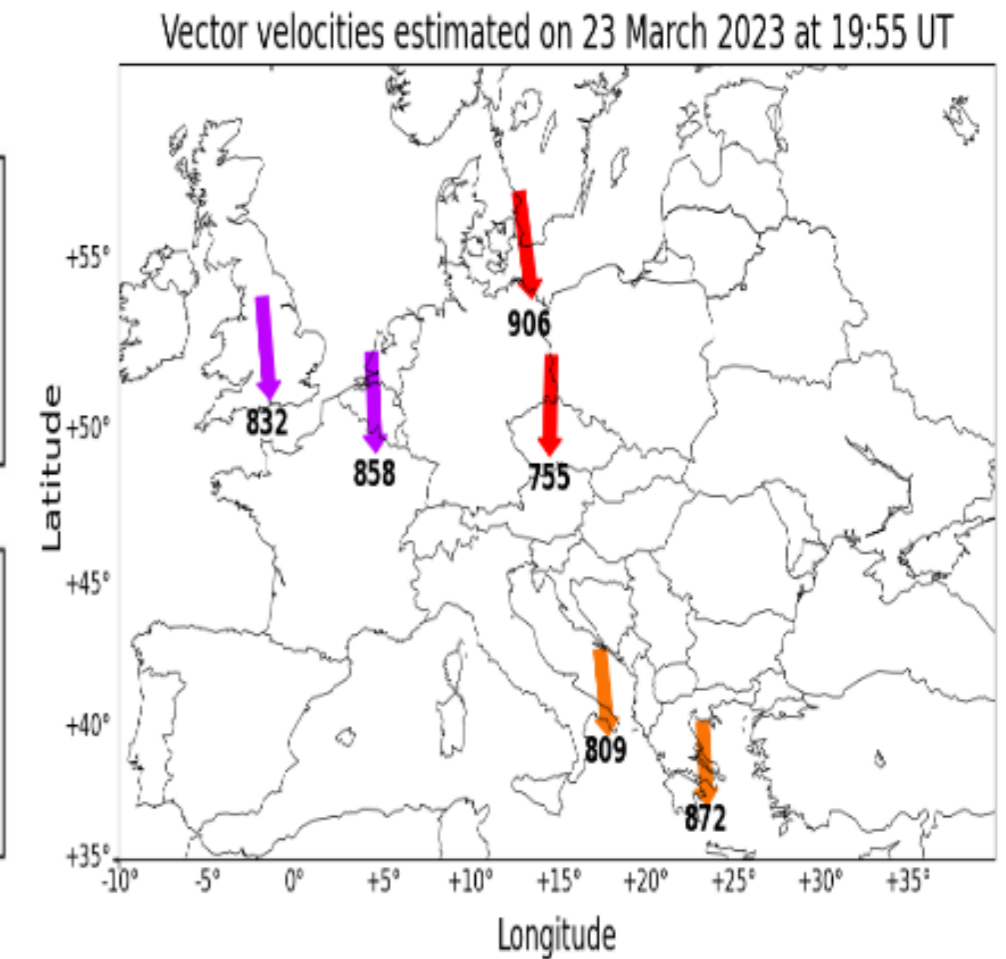 Vector velocities estimated on 23 March 2023 at 19:55 UT
+55°
906
832
+50°
858
755
Latitude
+45°
+40°
809
872
+35°
-10° -5° 0° +5° +10° +15° +20° +25° +30° +35°
Longitude